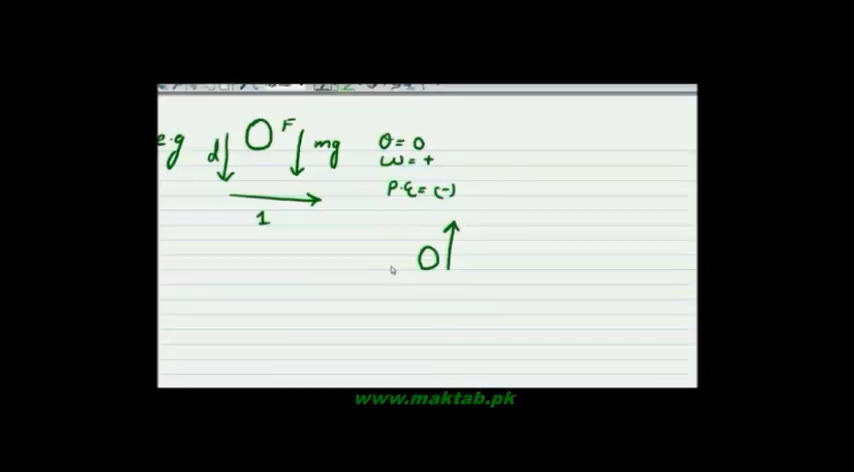 e.g d F mg
θ = 0
W = +
P.E = (-)
1
www.maktab.pk